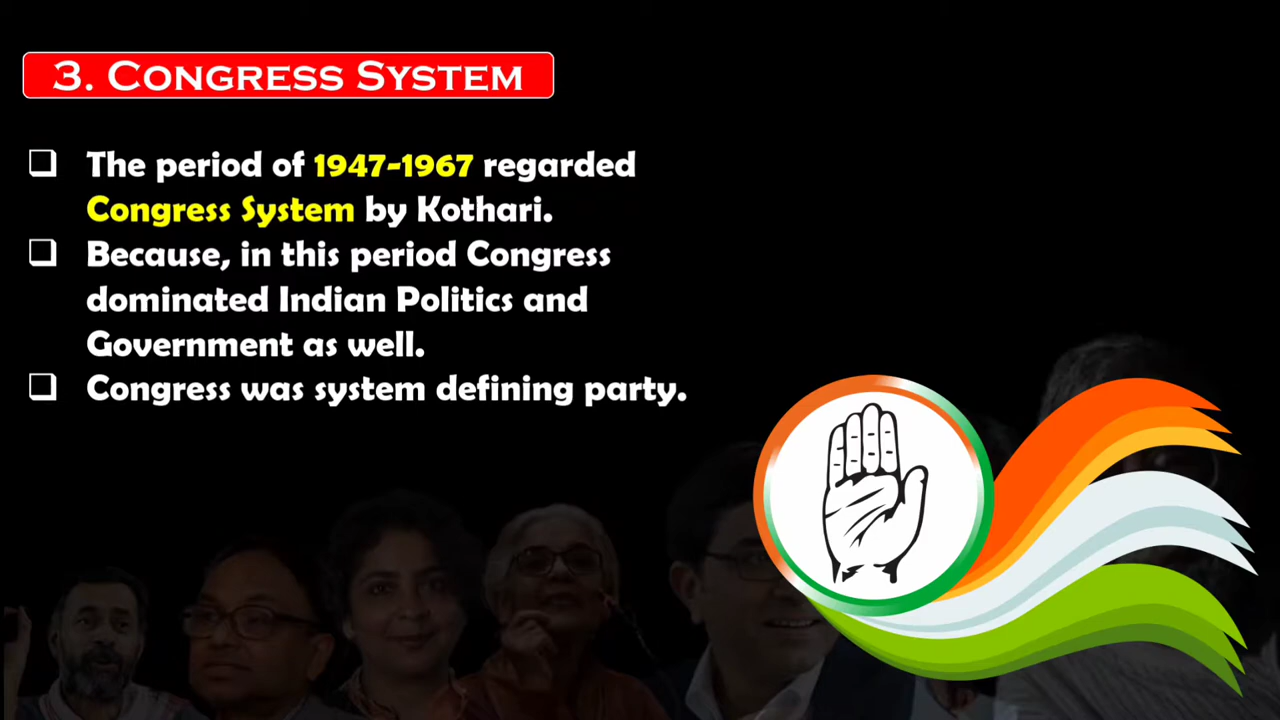 3. CONGRESS SYSTEM
The period of 1947-1967 regarded
Congress System by Kothari.
Because, in this period Congress
dominated Indian Politics and
Government as well.
Congress was system defining party.